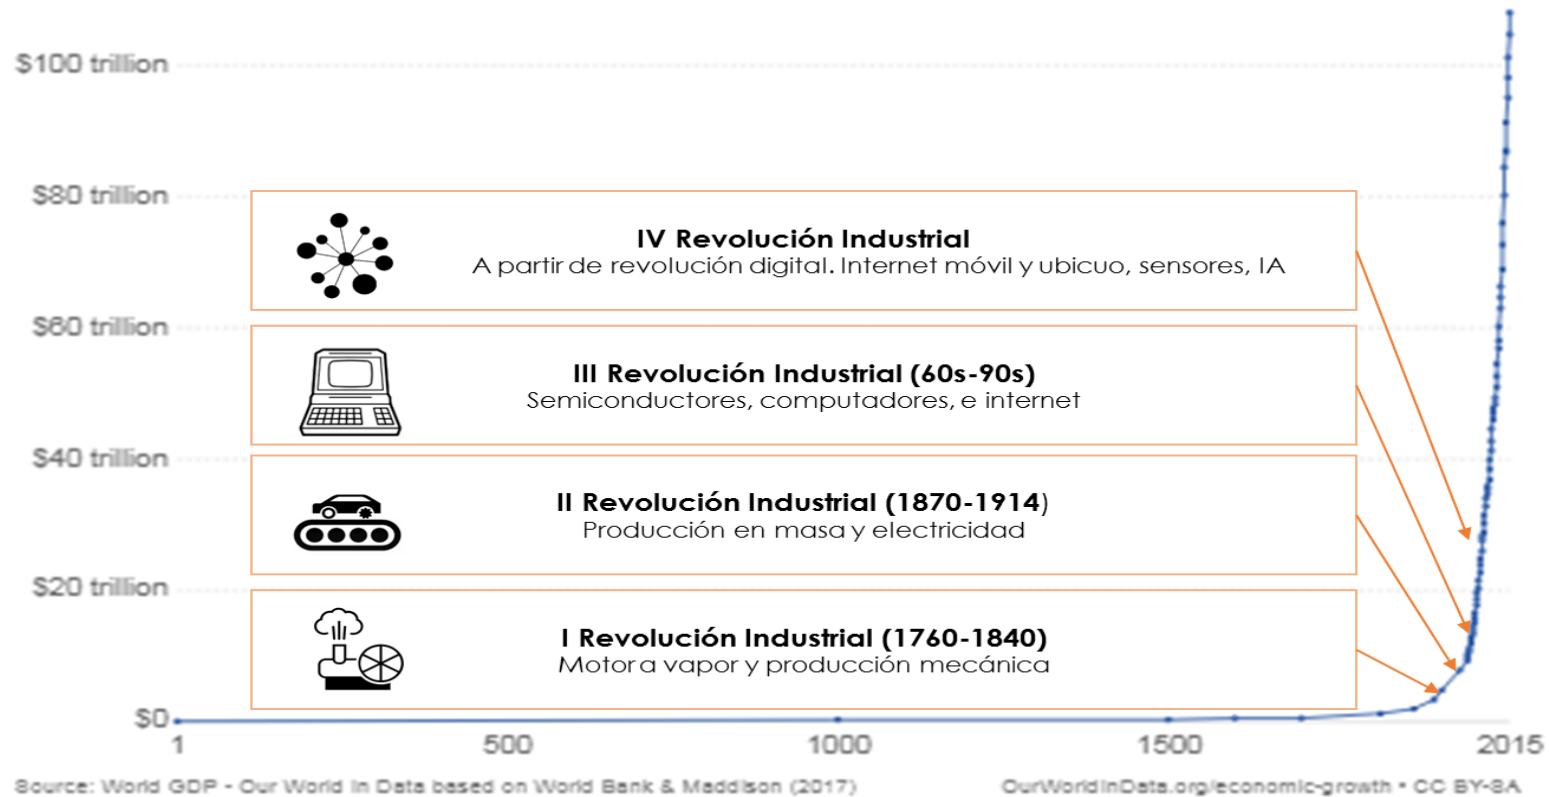 $100 trillion
$80 trillion
IV Revolución Industrial
A partir de revolución digital. Internet móvil y ubicuo, sensores, IA
$60 trillion
III Revolución Industrial (60s-90s)
Semiconductores, computadores, e internet
$40 trillion
II Revolución Industrial (1870-1914)
Producción en masa y electricidad
$20 trillion
I Revolución Industrial (1760-1840)
Motor a vapor y producción mecánica
$0
1 500 1000 1500 2015
Source: World GDP - Our World In Data based on World Bank & Maddison (2017)
OurWorldInData.org/economic-growth • CC BY-SA